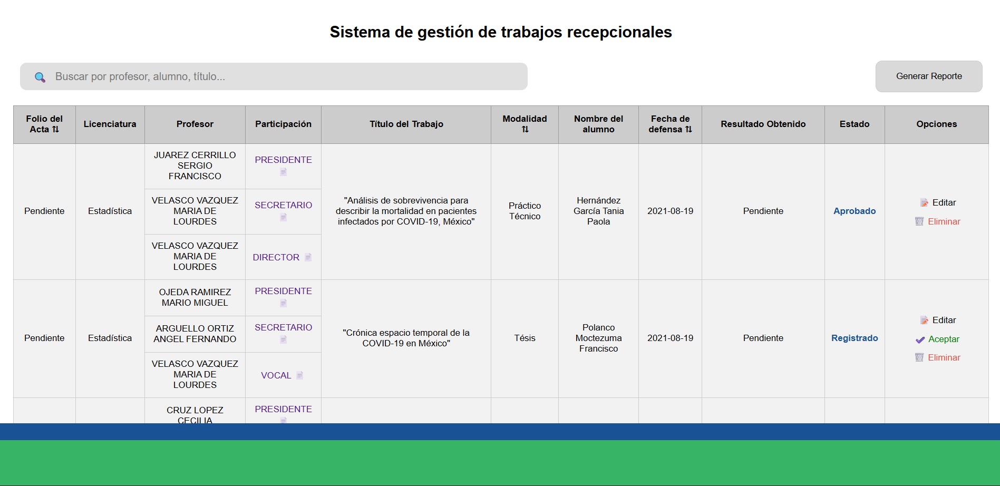 Sistema de gestión de trabajos recepcionales
Buscar por profesor, alumno, título...
Generar Reporte
Folio del
Acta ⇅
Licenciatura
Profesor
Participación
Título del Trabajo
Modalidad
⇅
Nombre del
alumno
Fecha de
defensa ⇅
Resultado Obtenido
Estado
Opciones
Pendiente
Estadística
JUAREZ CERRILLO
SERGIO
FRANCISCO
PRESIDENTE
VELASCO VAZQUEZ
MARIA DE
LOURDES
SECRETARIO
VELASCO VAZQUEZ
MARIA DE
LOURDES
DIRECTOR
"Análisis de sobrevivencia para
describir la mortalidad en pacientes
infectados por COVID-19, México"
Práctico
Técnico
Hernández
García Tania
Paola
2021-08-19
Pendiente
Aprobado
Editar
Eliminar
Pendiente
Estadística
OJEDA RAMIREZ
MARIO MIGUEL
PRESIDENTE
ARGUELLO ORTIZ
ANGEL FERNANDO
SECRETARIO
VELASCO VAZQUEZ
MARIA DE
LOURDES
VOCAL
"Crónica espacio temporal de la
COVID-19 en México"
Tésis
Polanco
Moctezuma
Francisco
2021-08-19
Pendiente
Registrado
Editar
Aceptar
Eliminar
CRUZ LOPEZ
CECILIA
PRESIDENTE